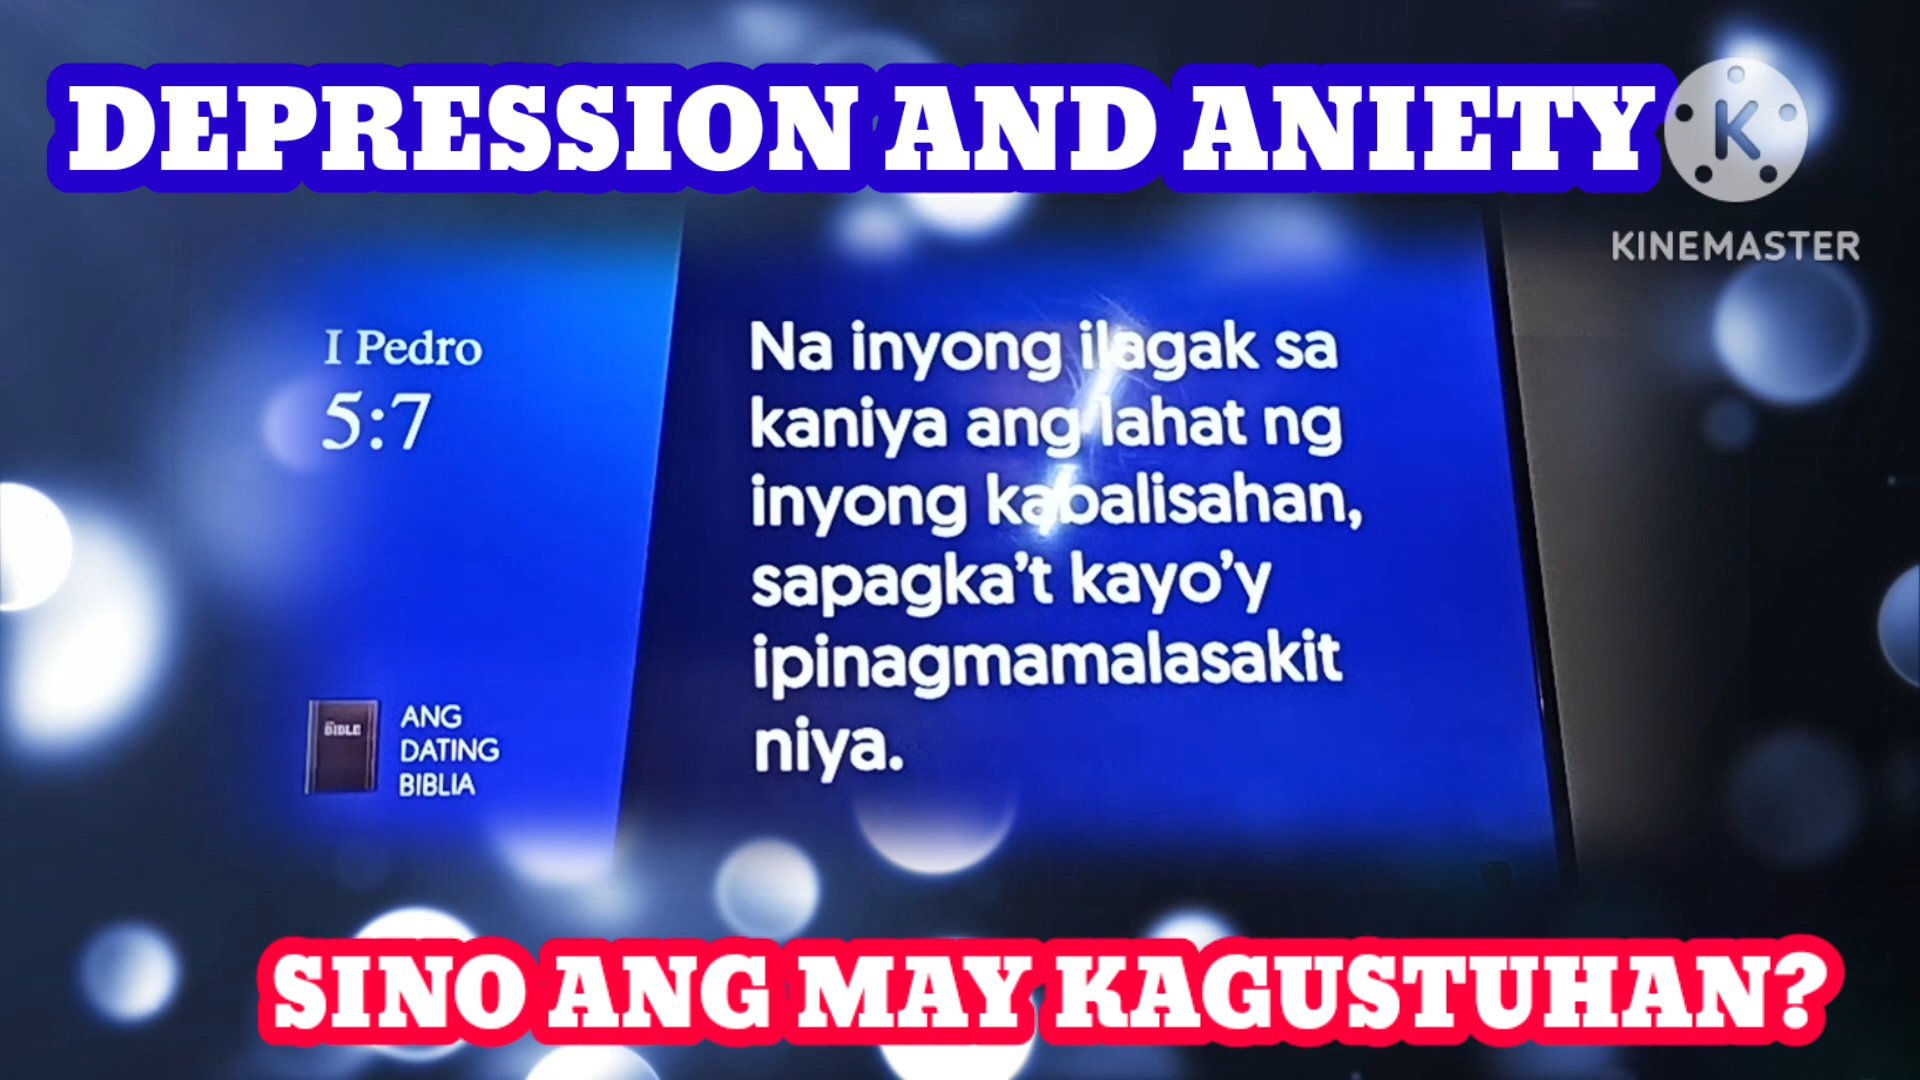 DEPRESSION AND ANIETY
K
KINEMASTER
I Pedro
5:7
Na inyong ilagak sa
kaniya ang lahat ng
inyong kabalisahan,
sapagka't kayo'y
ipinagmamalasakit
niya.
BIBLE
ANG
DATING
BIBLIA
SINO ANG MAY KAGUSTUHAN?